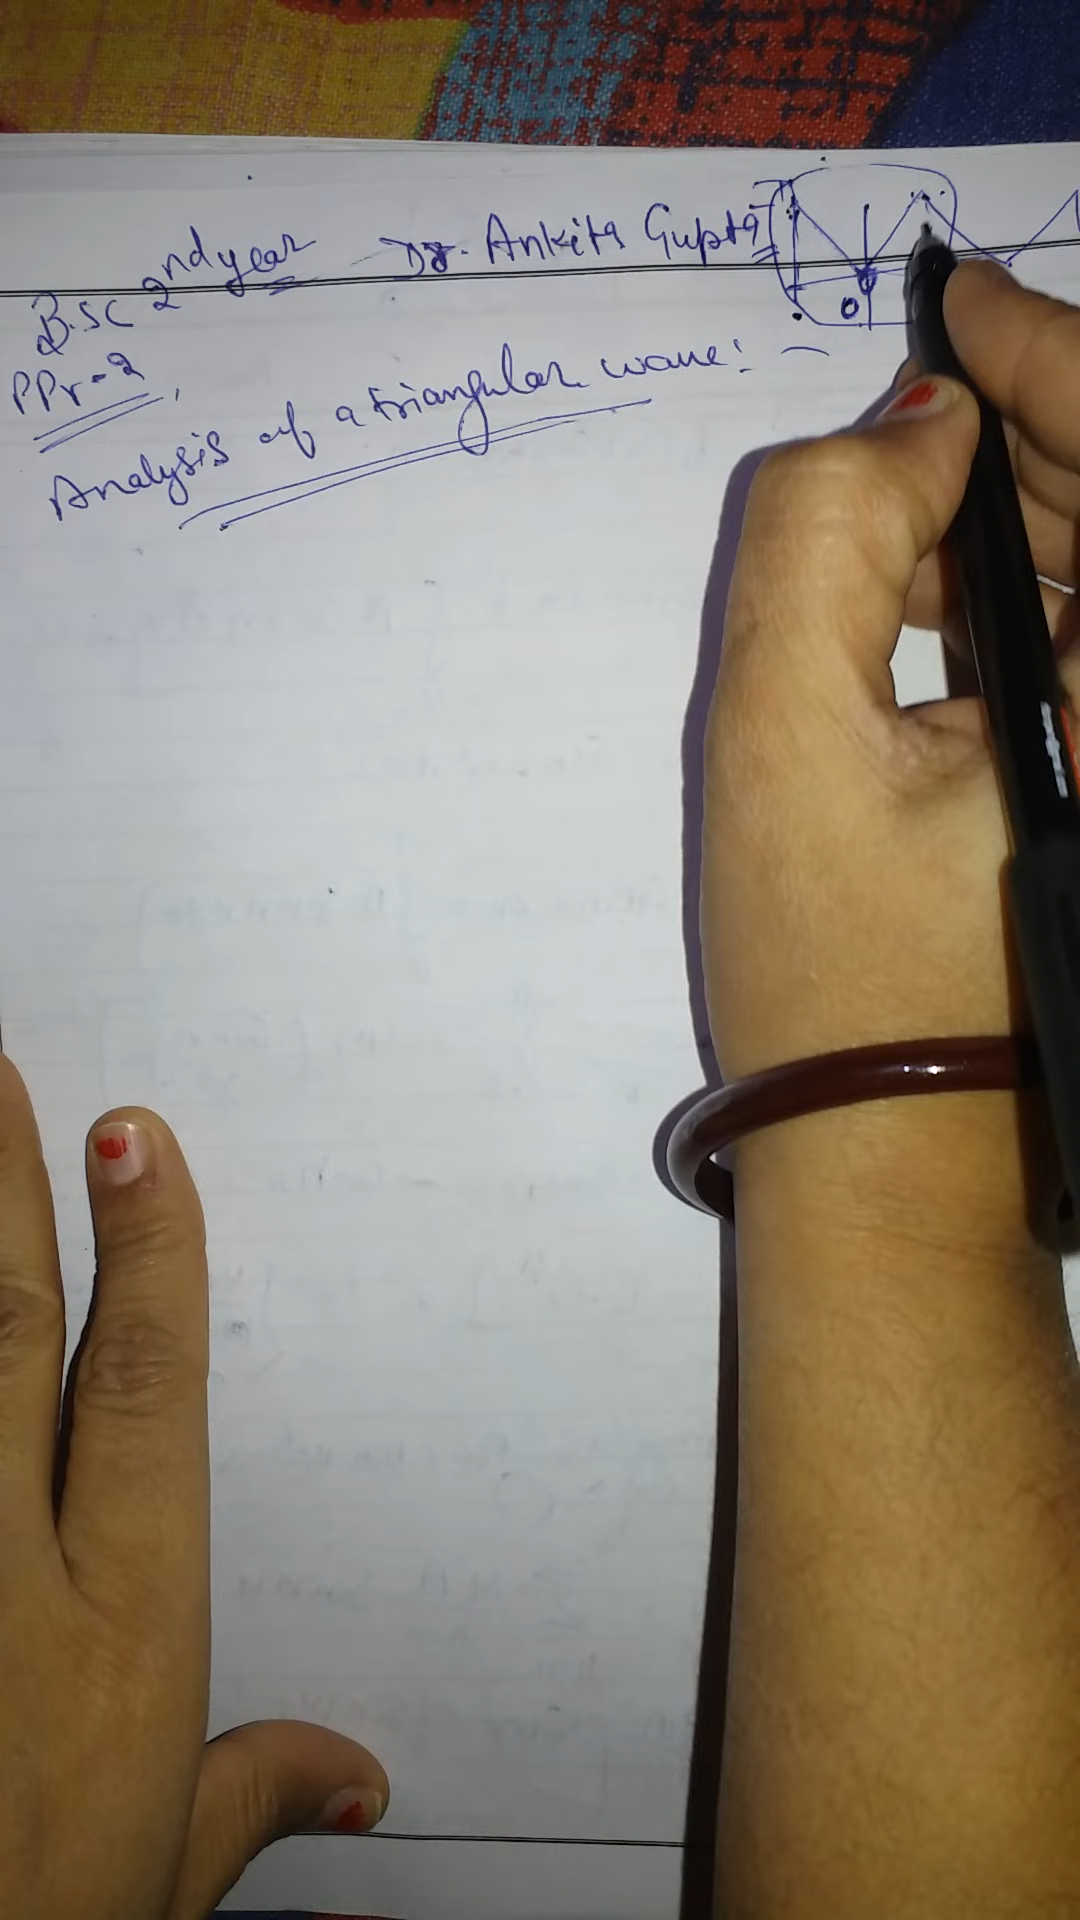 B.SC 2nd year Dr. Ankita Gupta
PPr-2
Analysis of a triangular wave: -
0